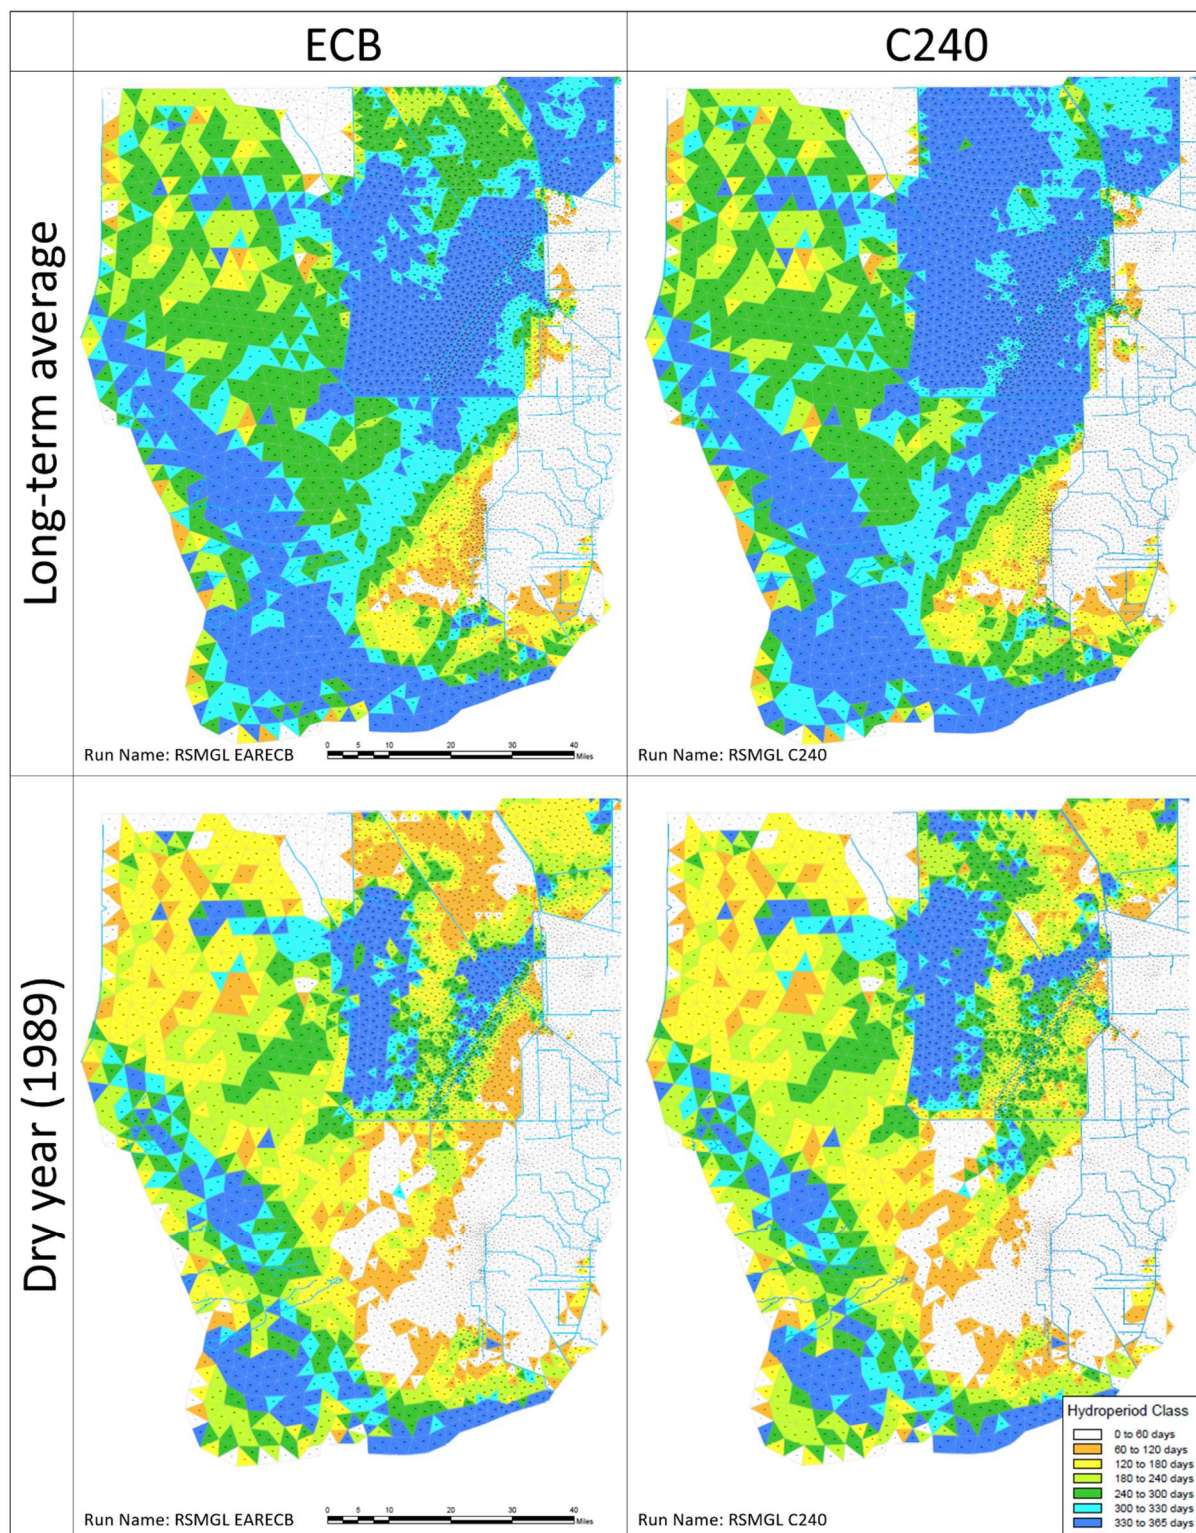 ECB
C240
Long-term average
Run Name: RSMGL EARECB
0 5 10 20 30 40
Miles
Run Name: RSMGL C240
Dry year (1989)
Run Name: RSMGL EARECB
0 5 10 20 30 40
Miles
Run Name: RSMGL C240
Hydroperiod Class
0 to 60 days
60 to 120 days
120 to 180 days
180 to 240 days
240 to 300 days
300 to 330 days
330 to 365 days